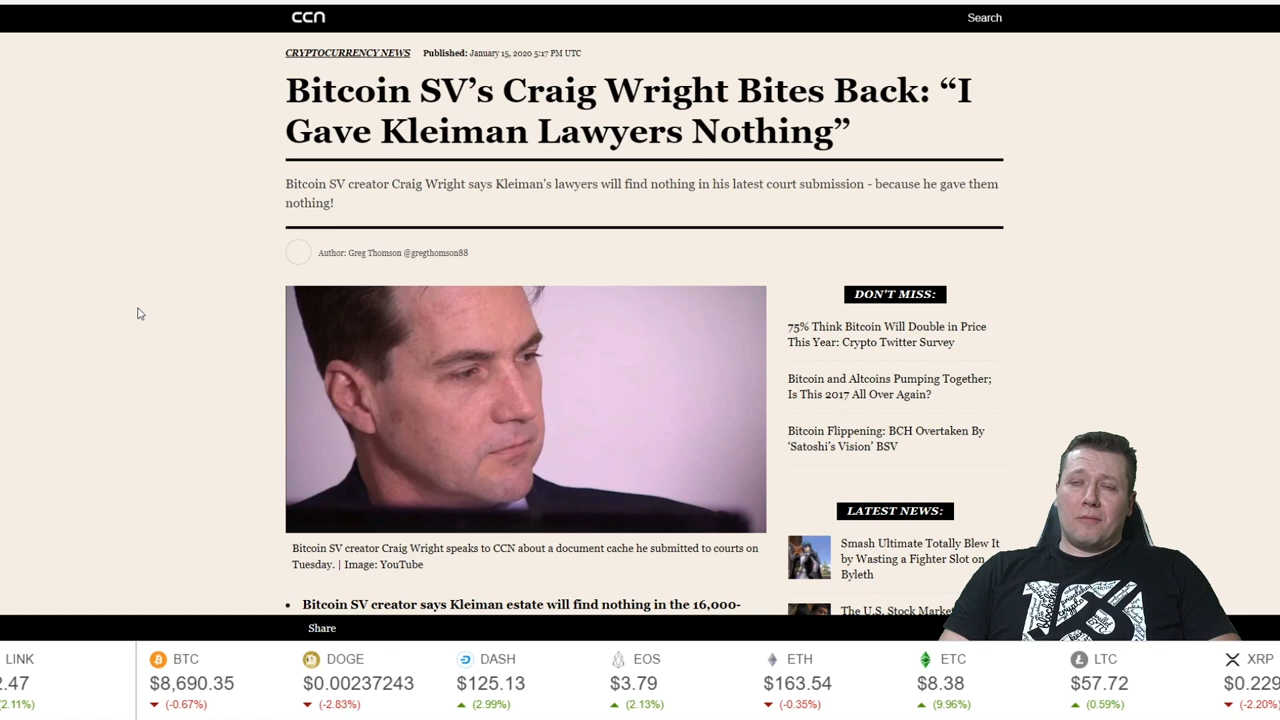 CCN
Search
CRYPTOCURRENCY NEWS Published: January 15, 2020 5:17 PM UTC
Bitcoin SV’s Craig Wright Bites Back: “I
Gave Kleiman Lawyers Nothing”
Bitcoin SV creator Craig Wright says Kleiman's lawyers will find nothing in his latest court submission - because he gave them
nothing!
Author: Greg Thomson @gregthomson88
DON'T MISS:
75% Think Bitcoin Will Double in Price
This Year: Crypto Twitter Survey
Bitcoin and Altcoins Pumping Together;
Is This 2017 All Over Again?
Bitcoin Flippening: BCH Overtaken By
‘Satoshi’s Vision’ BSV
LATEST NEWS:
Smash Ultimate Totally Blew It
by Wasting a Fighter Slot on
Byleth
The U.S. Stock Marke
Bitcoin SV creator Craig Wright speaks to CCN about a document cache he submitted to courts on
Tuesday. | Image: YouTube
• Bitcoin SV creator says Kleiman estate will find nothing in the 16,000-
Share
LINK BTC DOGE DASH EOS ETH ETC LTC XRP
2.47 $8,690.35 $0.00237243 $125.13 $3.79 $163.54 $8.38 $57.72 $0.229
2.11%) (-0.67%) (-2.83%) (2.99%) (2.13%) (-0.35%) (9.96%) (0.59%) (-2.20%)